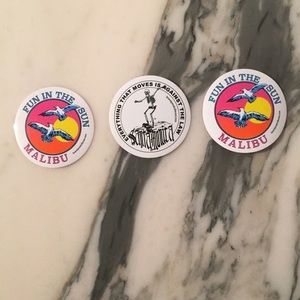 FUN IN THE SUN
MALIBU
EVERYTHING THAT MOVES IS AGAINST THE LAW
FUN IN THE SUN
MALIBU